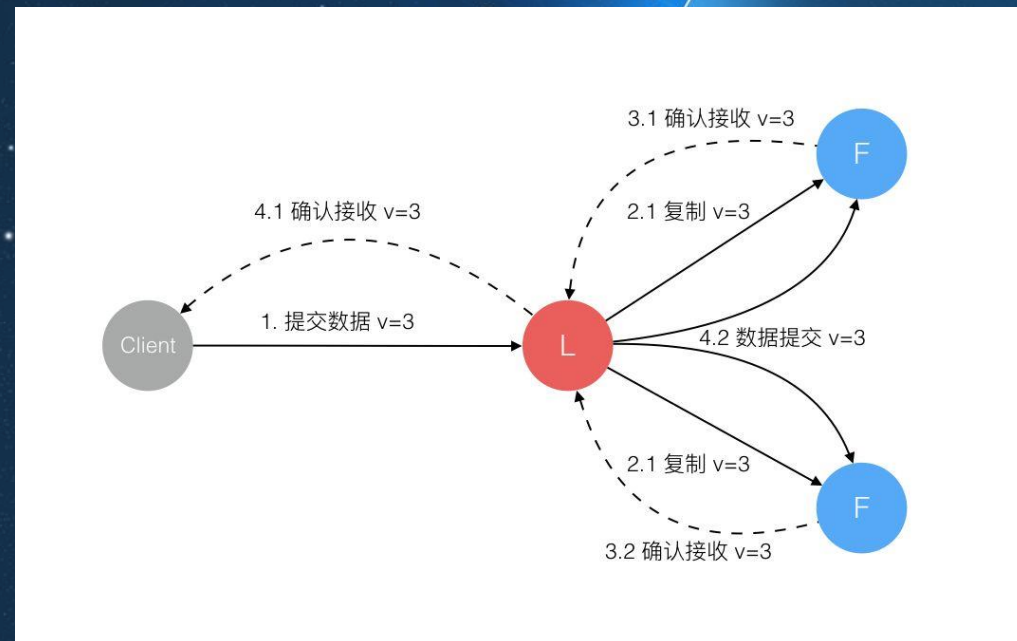 3.1 确认接收 v=3
F
4.1 确认接收 v=3
2.1 复制 v=3
1. 提交数据 v=3
Client
L
4.2 数据提交 v=3
2.1 复制 v=3
F
3.2 确认接收 v=3